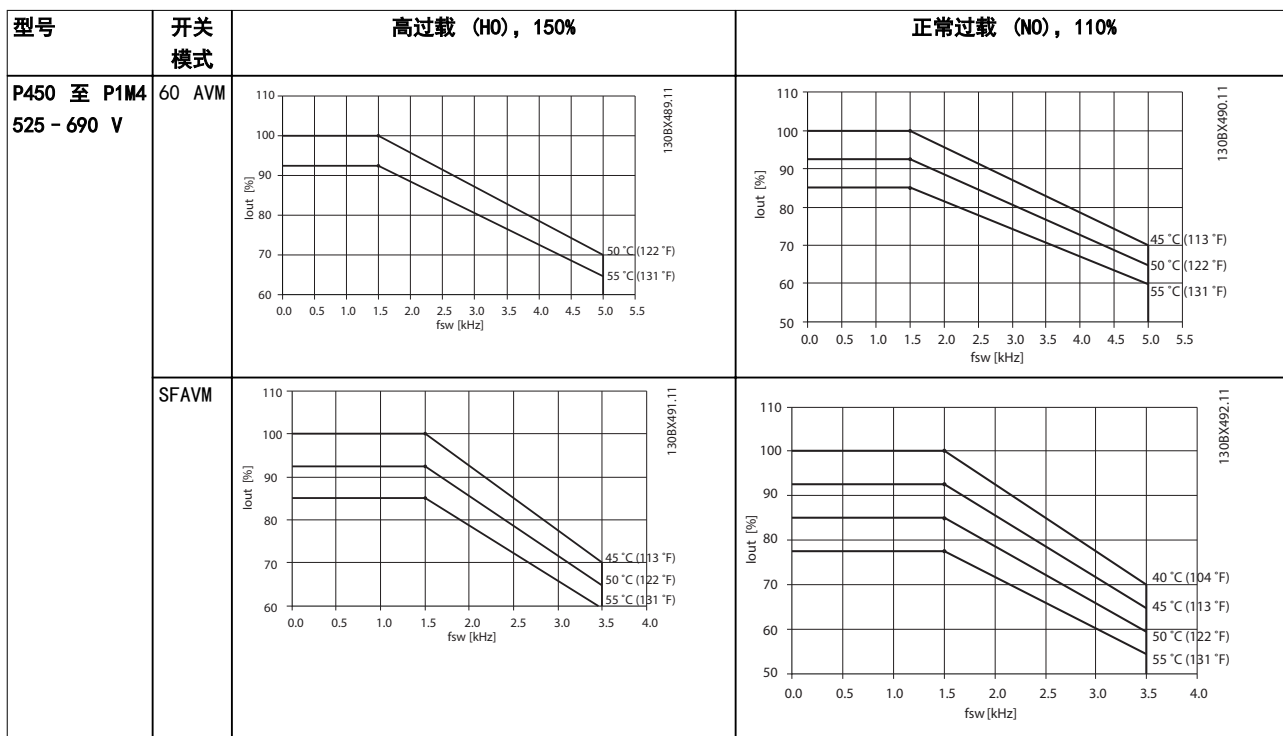 型号
开关
模式
高过载 (HO), 150%
正常过载 (NO), 110%
P450 至 P1M4
525 - 690 V
60 AVM
110
100
90
80
70
60
Iout [%]
0.0 0.5 1.0 1.5 2.0 2.5 3.0 3.5 4.0 4.5 5.0 5.5
fsw [kHz]
50 ˚C (122 ˚F)
55 ˚C (131 ˚F)
130BX489.11
110
100
90
80
70
60
50
Iout [%]
0.0 0.5 1.0 1.5 2.0 2.5 3.0 3.5 4.0 4.5 5.0 5.5
fsw [kHz]
45 ˚C (113 ˚F)
50 ˚C (122 ˚F)
55 ˚C (131 ˚F)
130BX490.11
SFAVM
110
100
90
80
70
60
Iout [%]
0.0 0.5 1.0 1.5 2.0 2.5 3.0 3.5 4.0
fsw [kHz]
45 ˚C (113 ˚F)
50 ˚C (122 ˚F)
55 ˚C (131 ˚F)
130BX491.11
110
100
90
80
70
60
50
Iout [%]
0.0 0.5 1.0 1.5 2.0 2.5 3.0 3.5 4.0
fsw [kHz]
40 ˚C (104 ˚F)
45 ˚C (113 ˚F)
50 ˚C (122 ˚F)
55 ˚C (131 ˚F)
130BX492.11